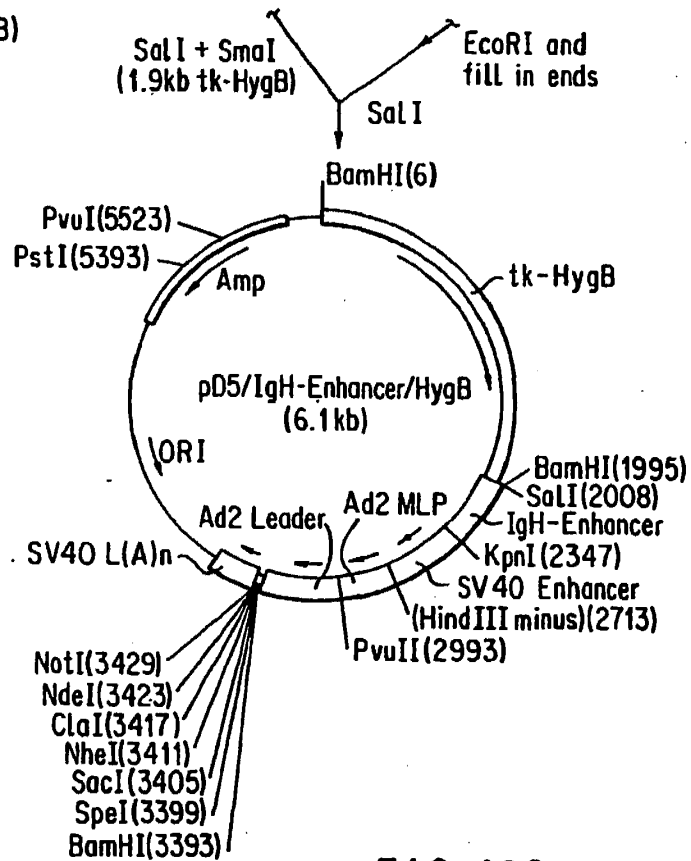 B)
SalI + SmaI
(1.9kb tk-HygB)
EcoRI and
fill in ends
SalI
BamHI(6)
PvuI(5523)
PstI(5393)
Amp
tk-HygB
pD5/IgH-Enhancer/HygB
(6.1kb)
ORI
BamHI(1995)
SalI(2008)
IgH-Enhancer
Ad2 MLP
Ad2 Leader
KpnI(2347)
SV40 L(A)n
SV40 Enhancer
(HindIII minus)(2713)
PvuII(2993)
NotI(3429)
NdeI(3423)
ClaI(3417)
NheI(3411)
SacI(3405)
SpeI(3399)
BamHI(3393)